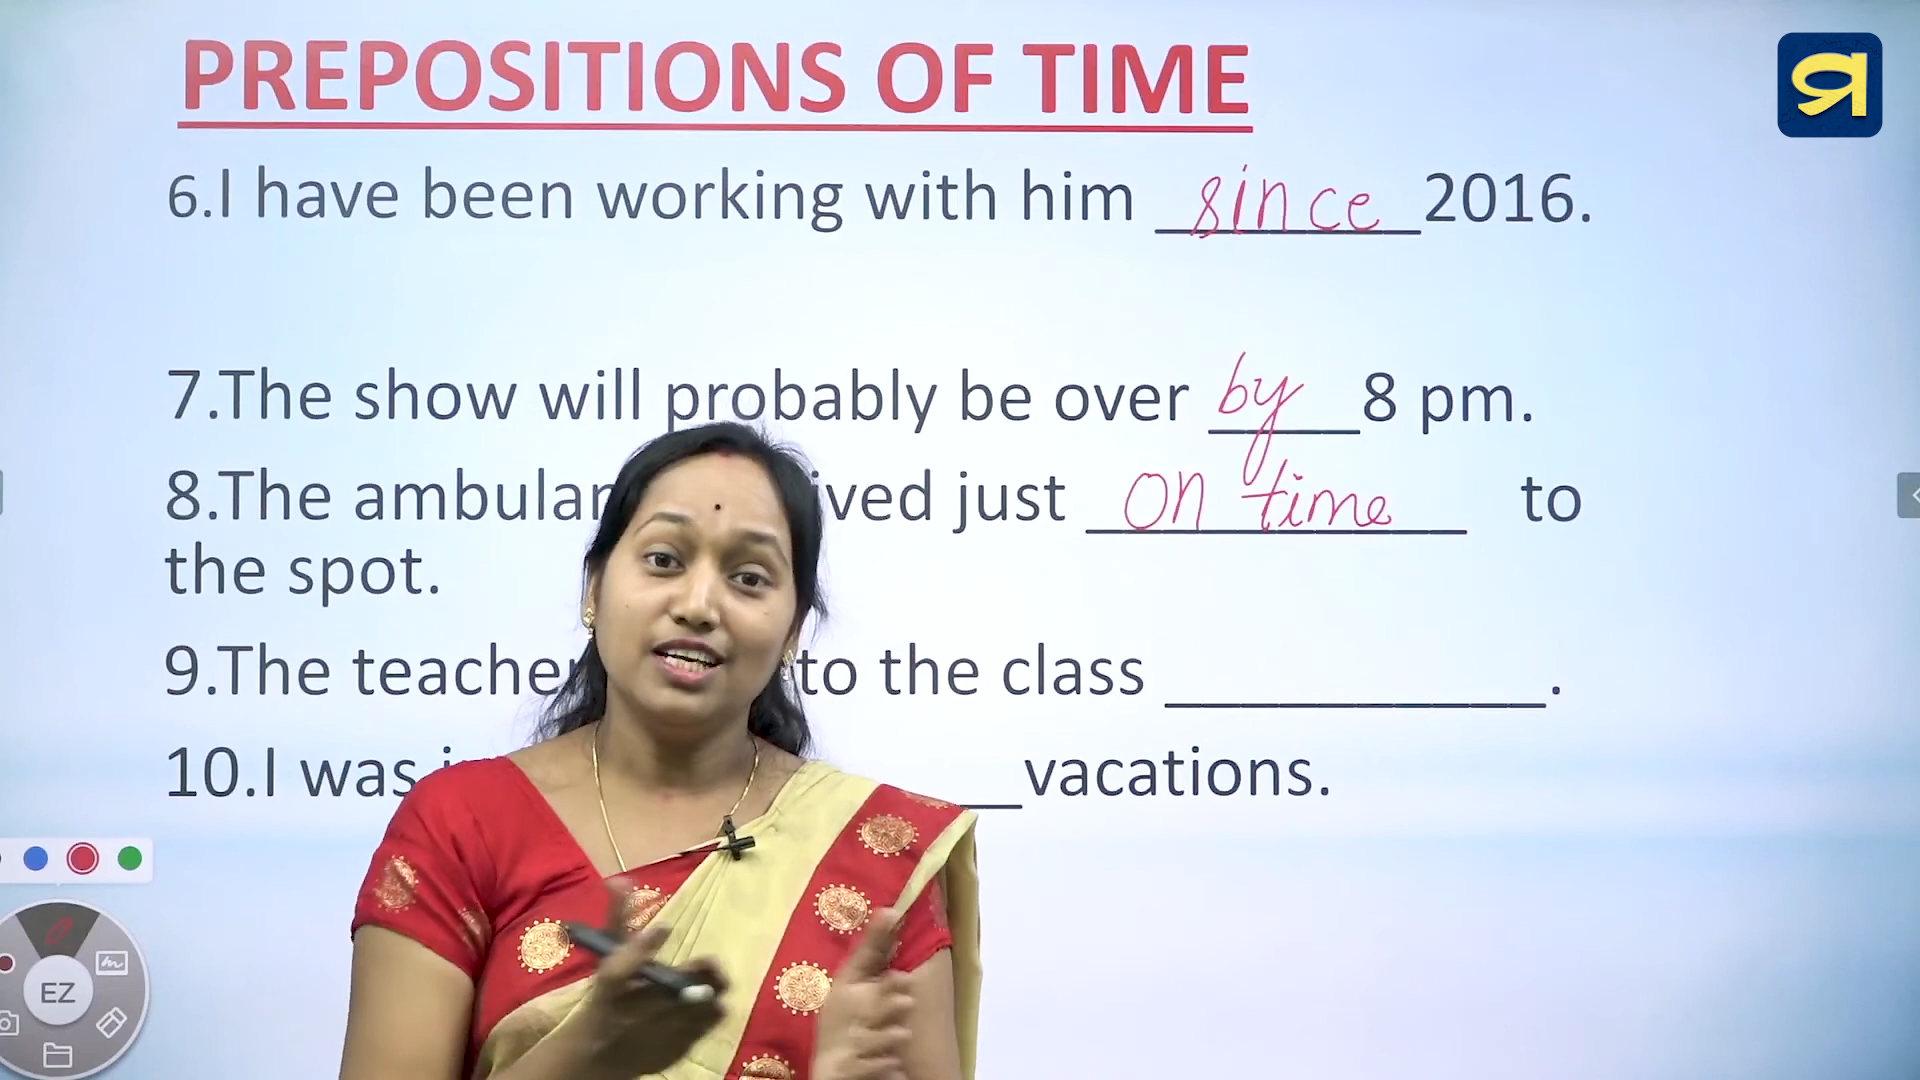 PREPOSITIONS OF TIME
6.I have been working with him since 2016.
7.The show will probably be over by 8 pm.
8.The ambulan ived just on time to
the spot.
9.The teache to the class ___________.
10.I was ___vacations.
EZ